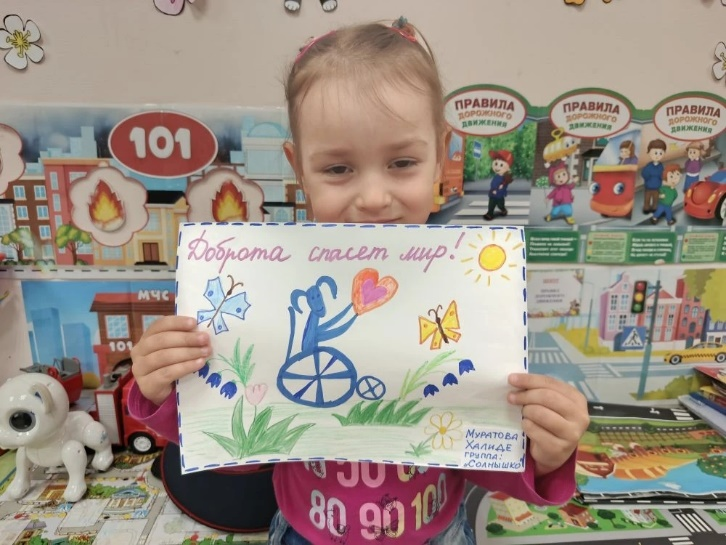 101
ПРАВИЛА
ДОРОЖНОГО
ДВИЖЕНИЯ
ПРАВИЛА
ДОРОЖНОГО
ДВИЖЕНИЯ
ПРАВИЛА
ДОРОЖНОГО
ДВИЖЕНИЯ
МЧС
101
Доброта спасет мир!
Муратова
Халиде
группа:
"Солнышко"
50
80 90 100